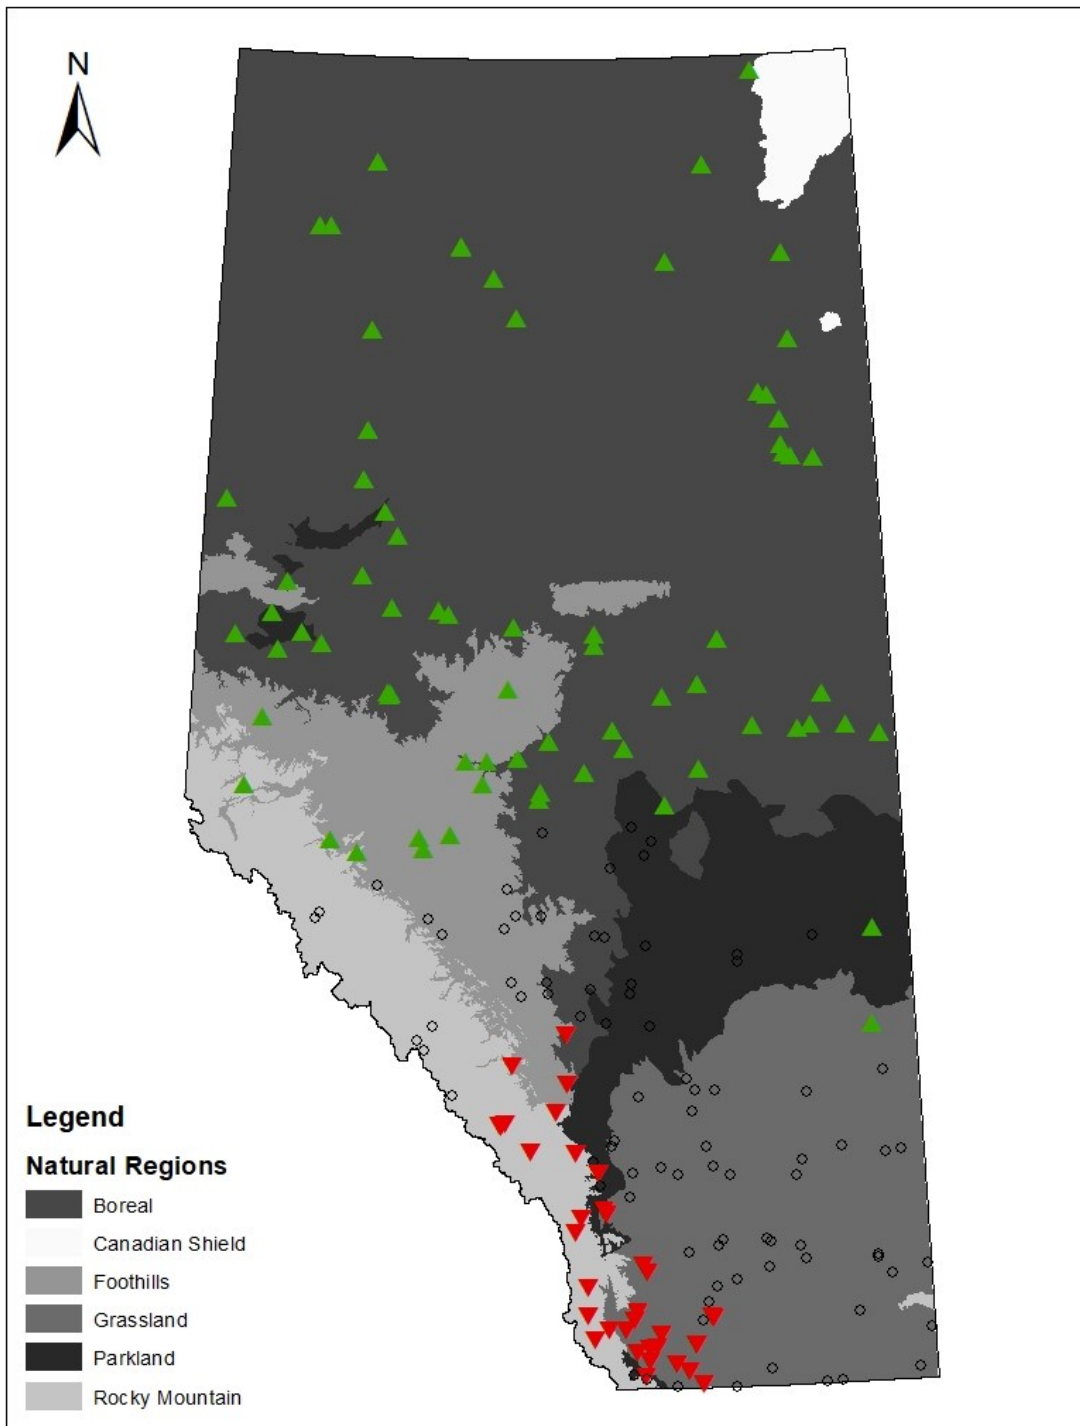 N
Legend
Natural Regions
Boreal
Canadian Shield
Foothills
Grassland
Parkland
Rocky Mountain